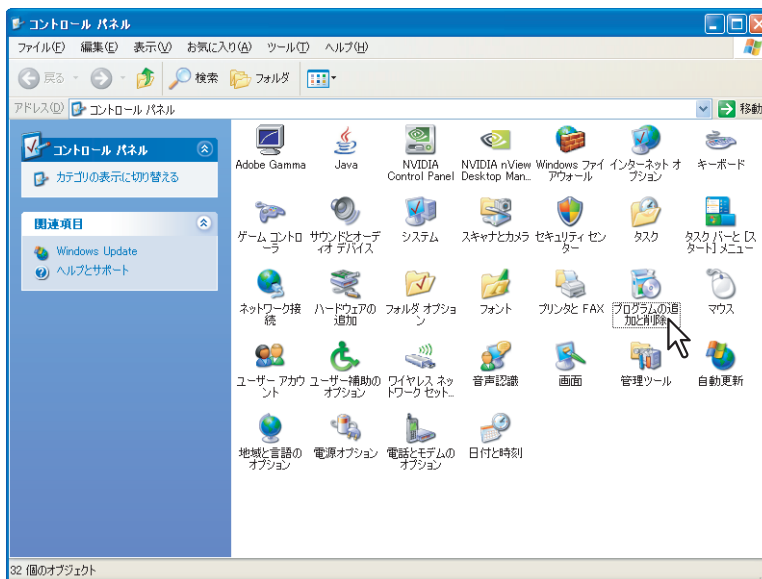 コントロール パネル
ファイル(F) 編集(E) 表示(V) お気に入り(A) ツール(T) ヘルプ(H)
戻る 検索 フォルダ
アドレス(D) コントロール パネル 移動
コントロール パネル
カテゴリの表示に切り替える
関連項目
Windows Update
ヘルプとサポート
Adobe Gamma
Java
NVIDIA
Control Panel
NVIDIA nView
Desktop Man...
Windows ファイ
アウォール
インターネット オ
プション
キーボード
ゲーム コントロ
ーラ
サウンドとオーデ
ィオ デバイス
システム
スキャナとカメラ
セキュリティ セン
ター
タスク
タスク バーと [ス
タート] メニュー
ネットワーク接
続
ハードウェアの
追加
フォルダ オプショ
ン
フォント
プリンタと FAX
プログラムの追
加と削除
マウス
ユーザー アカウ
ント
ユーザー補助の
オプション
ワイヤレス ネッ
トワーク セット...
音声認識
画面
管理ツール
自動更新
地域と言語の
オプション
電源オプション
電話とモデムの
オプション
日付と時刻
32 個のオブジェクト